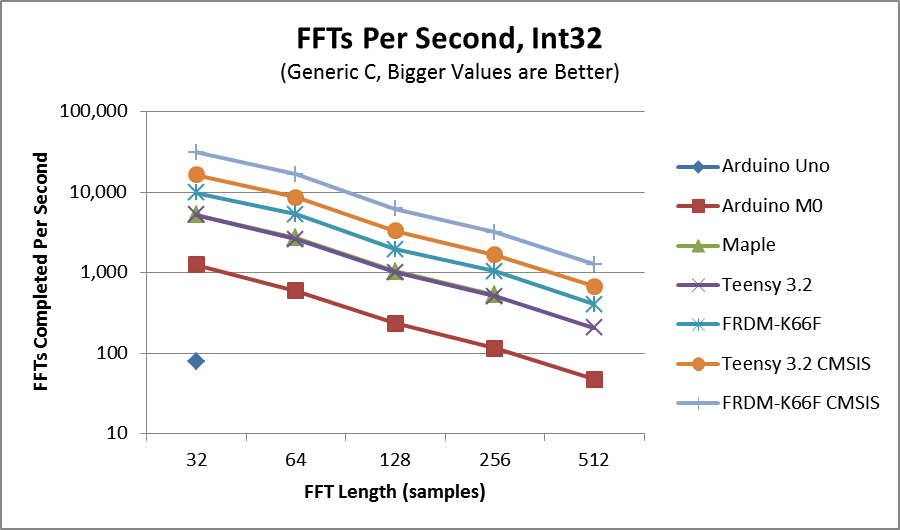 FFTs Per Second, Int32
(Generic C, Bigger Values are Better)
FFTs Completed Per Second
100,000
10,000
1,000
100
10
32
64
128
256
512
FFT Length (samples)
Arduino Uno
Arduino M0
Maple
Teensy 3.2
FRDM-K66F
Teensy 3.2 CMSIS
FRDM-K66F CMSIS